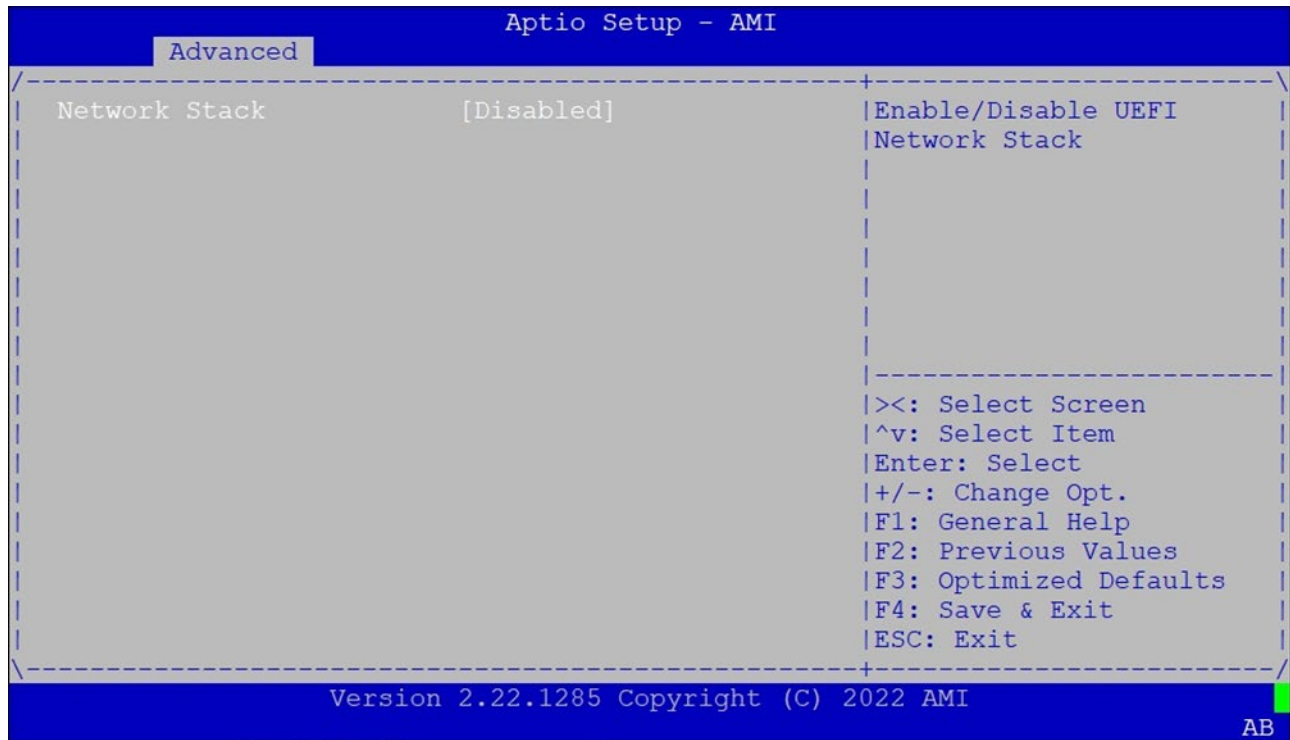 Aptio Setup - AMI
Advanced
Network Stack [Disabled]
Enable/Disable UEFI
Network Stack
><: Select Screen
^v: Select Item
Enter: Select
+/-: Change Opt.
F1: General Help
F2: Previous Values
F3: Optimized Defaults
F4: Save & Exit
ESC: Exit
Version 2.22.1285 Copyright (C) 2022 AMI
AB